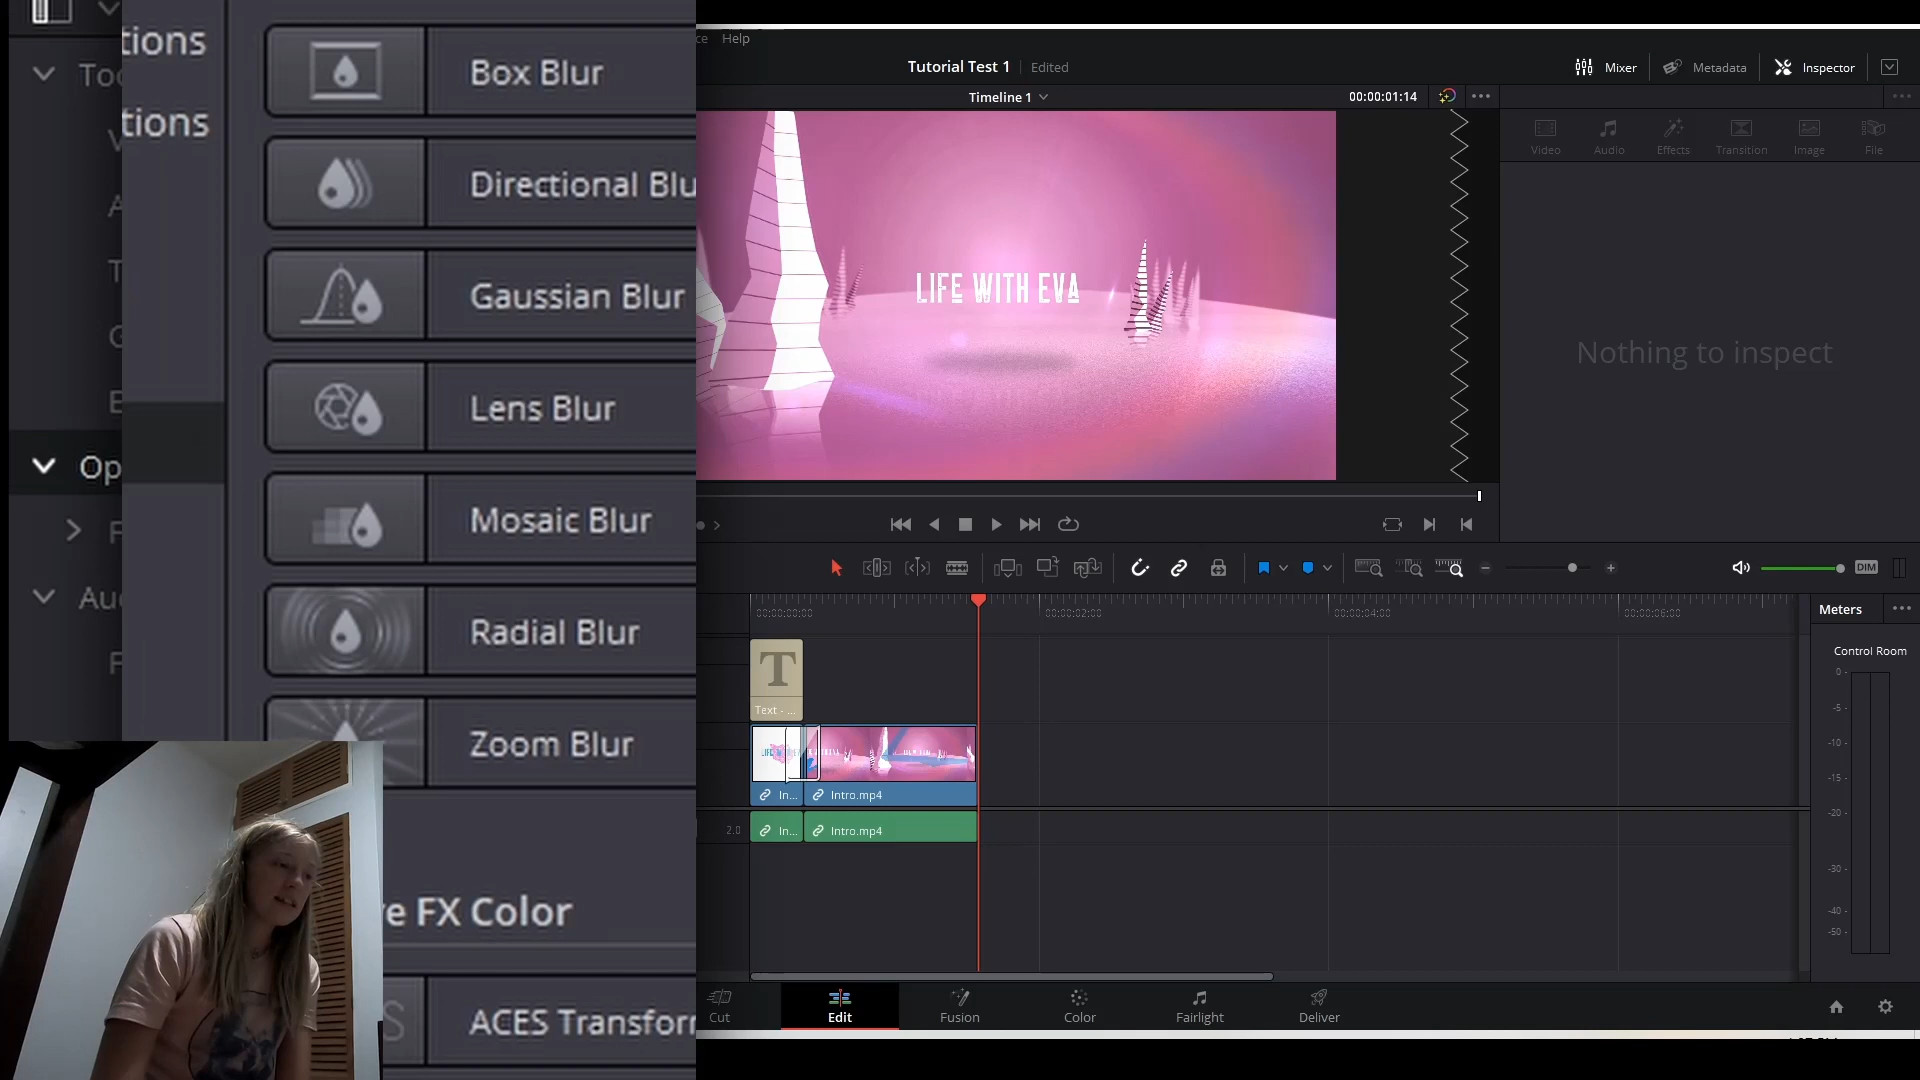 ce Help
Tutorial Test 1 Edited
Mixer Metadata Inspector
Timeline 1 00:00:01:14
Video Audio Effects Transition Image File
LIFE WITH EVA
Nothing to inspect
tions
tions
Too
V
A
T
G
E
Op
F
Au
F
Box Blur
Directional Blu
Gaussian Blur
Lens Blur
Mosaic Blur
Radial Blur
Zoom Blur
e FX Color
ACES Transfor
S
DIM
00:00:00:00 00:00:02:00 00:00:04:00 00:00:06:00
Meters
Control Room
0
-5
-10
-15
-20
-30
-40
-50
T
Text - ...
In... Intro.mp4
2.0 In... Intro.mp4
Cut Edit Fusion Color Fairlight Deliver